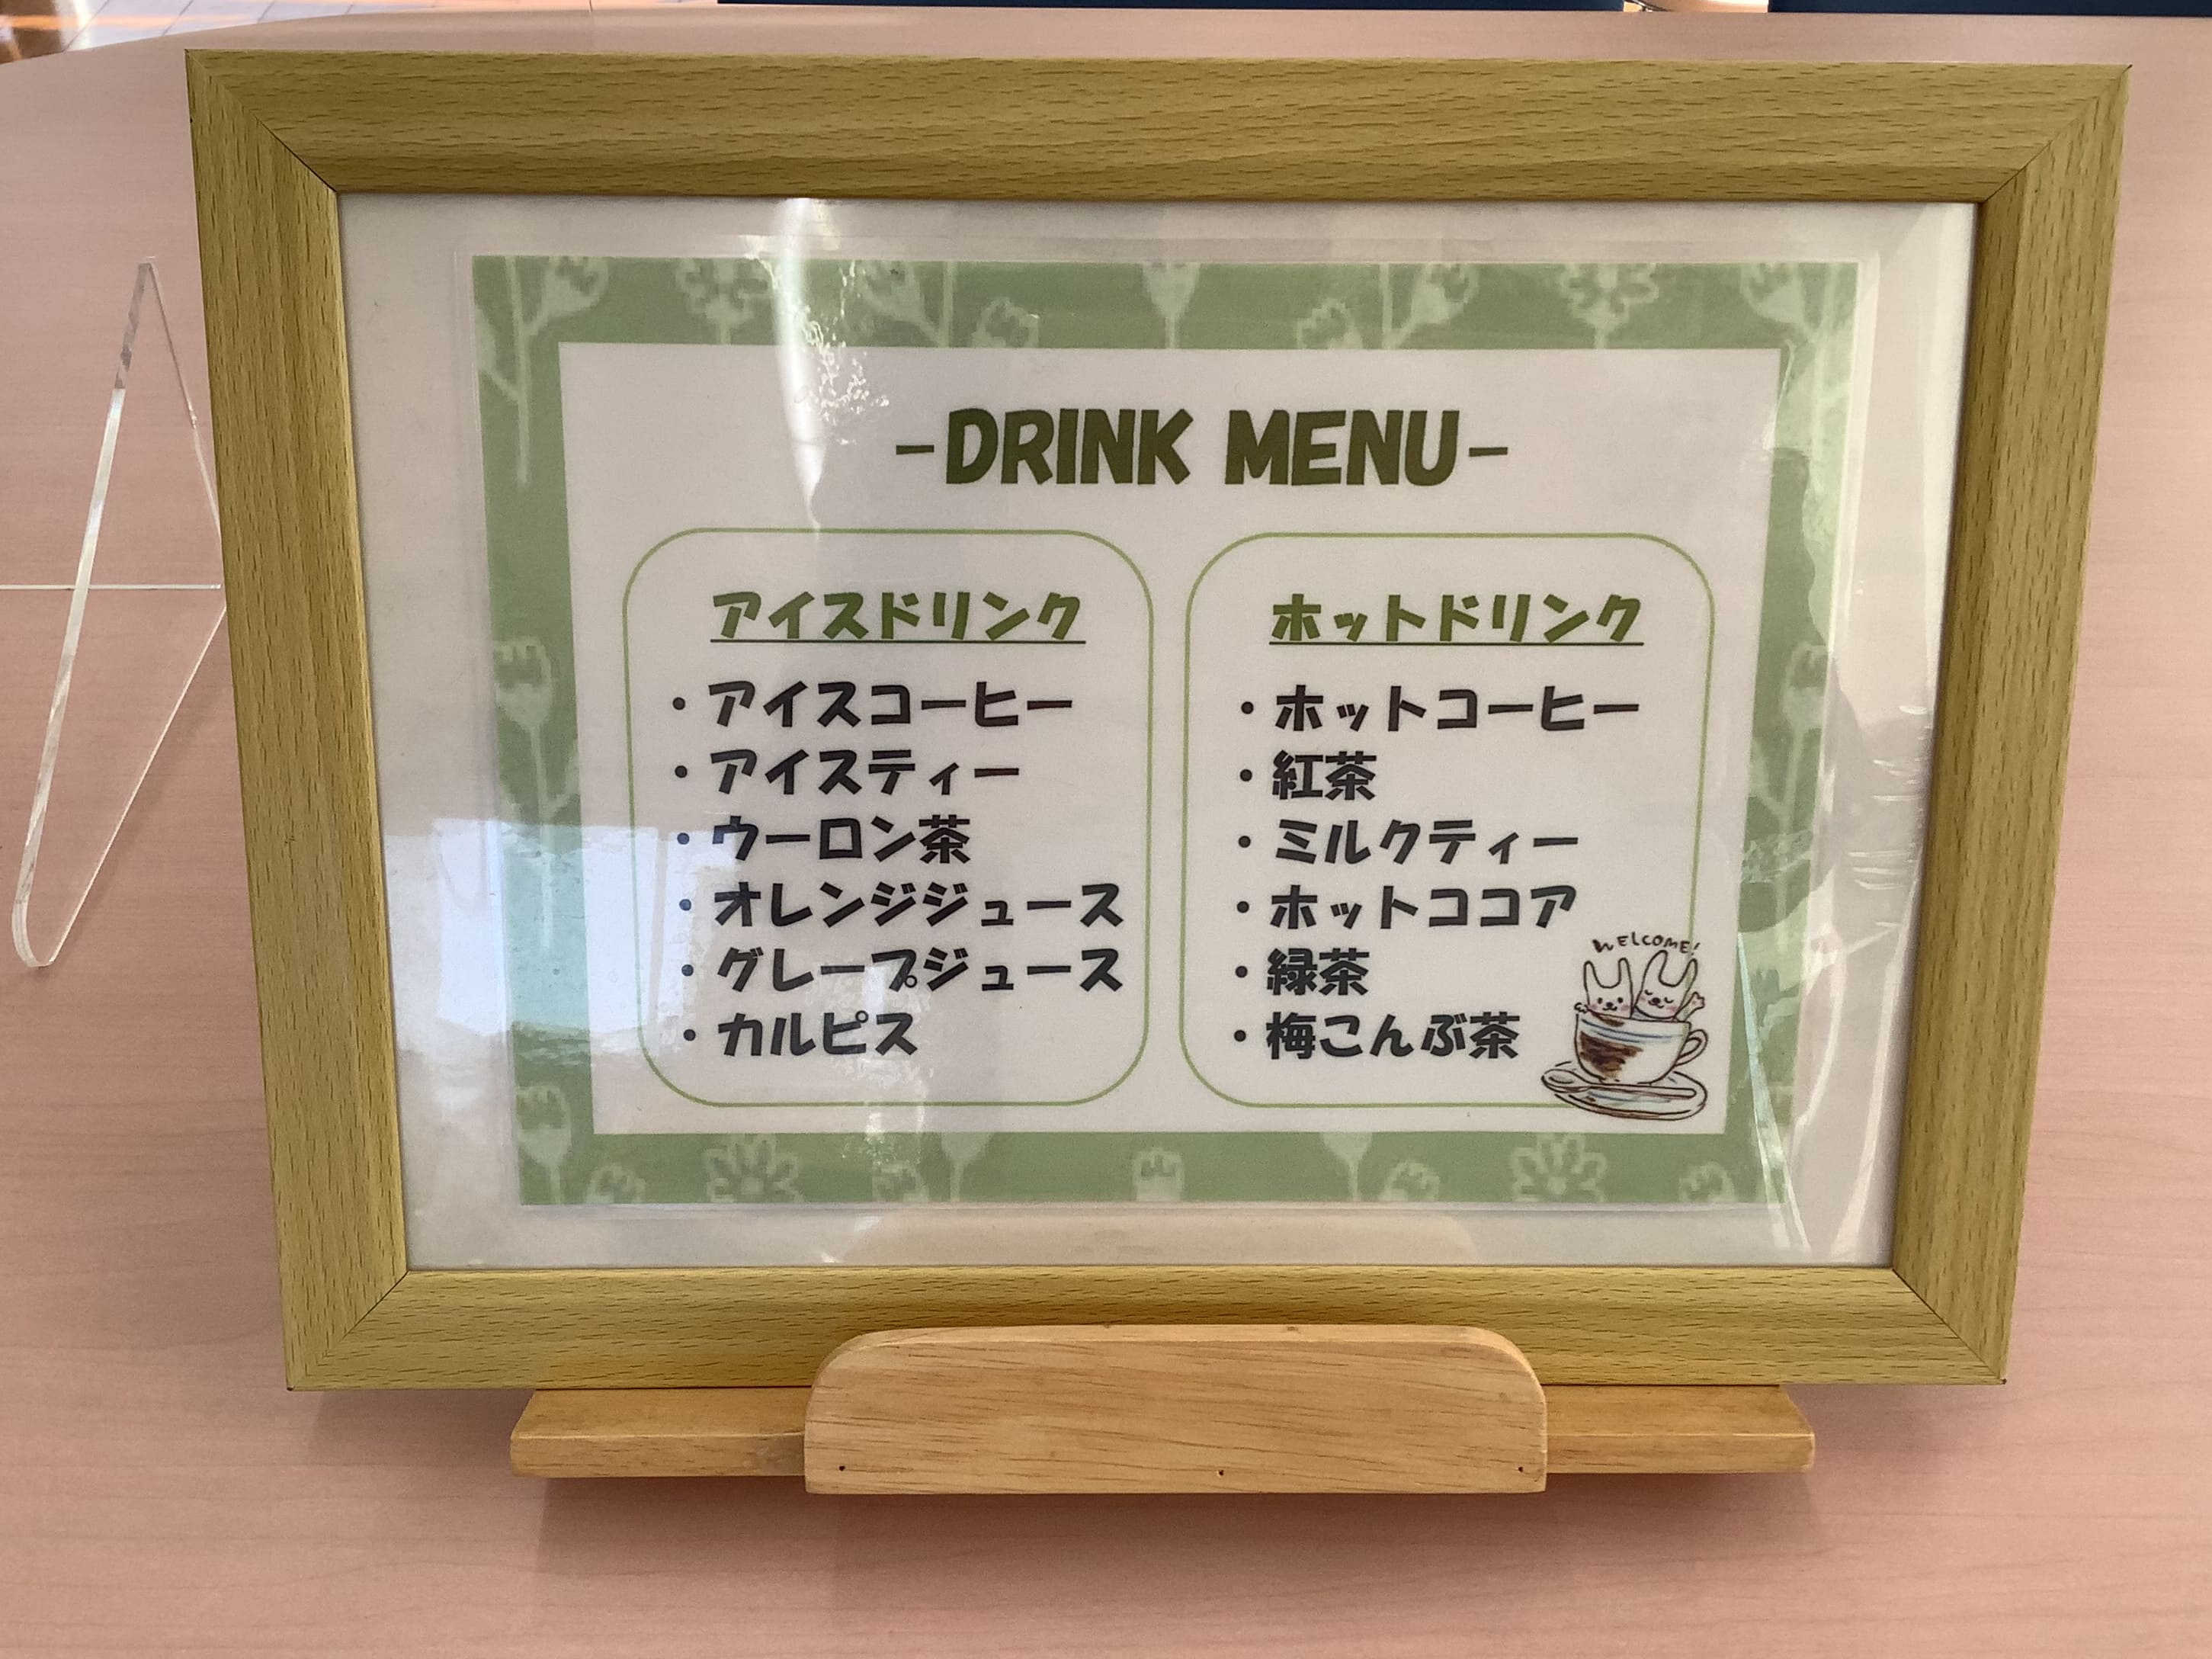 -DRINK MENU-
アイスドリンク
・アイスコーヒー
・アイスティー
・ウーロン茶
・オレンジジュース
・グレープジュース
・カルピス
ホットドリンク
・ホットコーヒー
・紅茶
・ミルクティー
・ホットココア
・緑茶
・梅こんぶ茶
WELCOME!